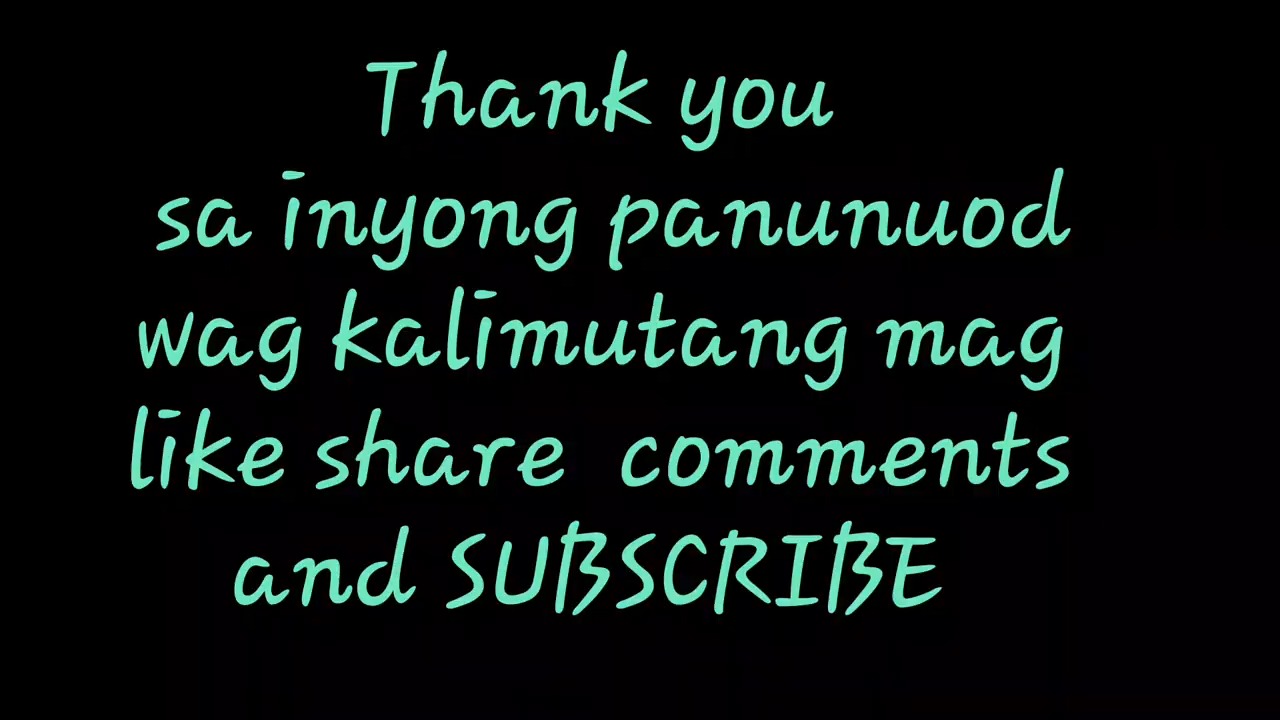 Thank you
sa inyong panunuod
wag kalimutang mag
like share comments
and SUBSCRIBE